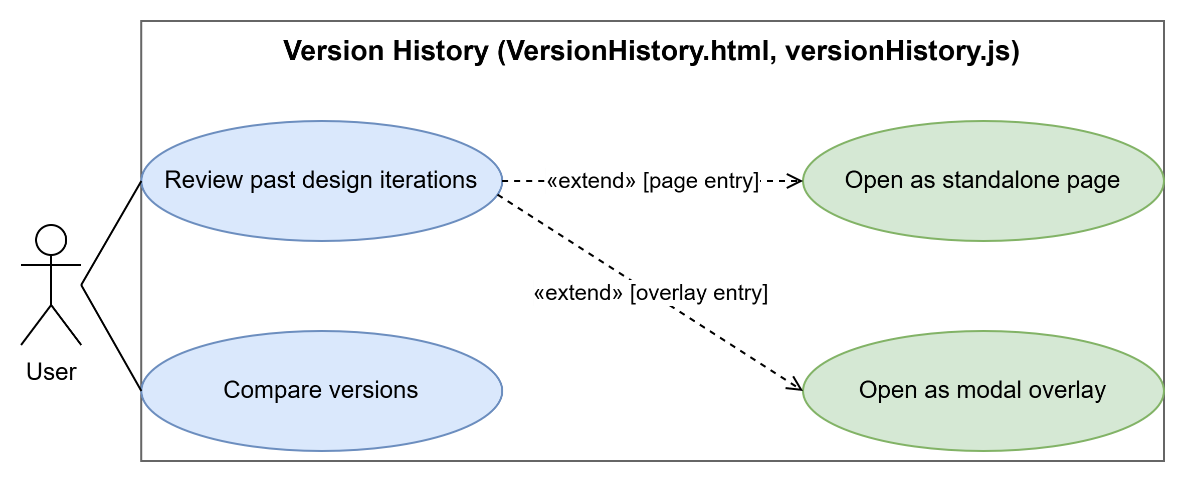 Version History (VersionHistory.html, versionHistory.js)
Review past design iterations
«extend» [page entry]
Open as standalone page
«extend» [overlay entry]
User
Compare versions
Open as modal overlay